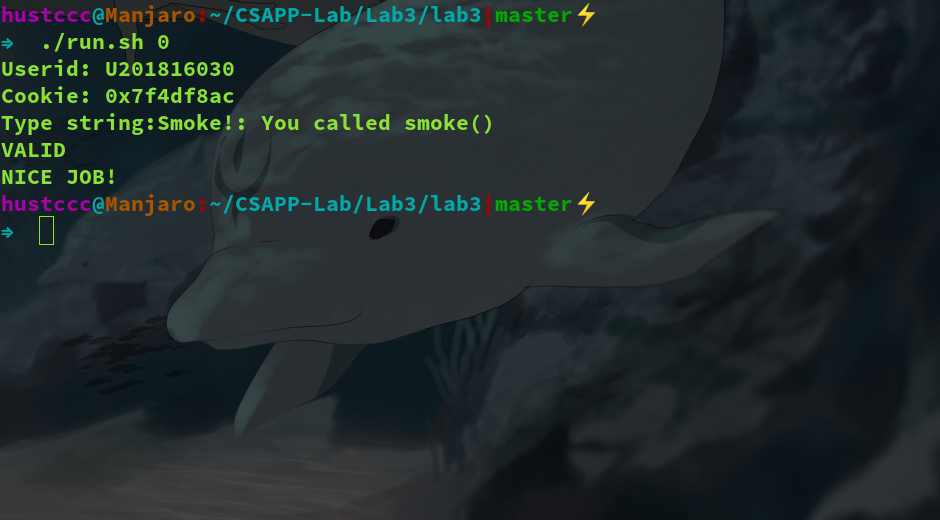 hustccc@Manjaro:~/CSAPP-Lab/Lab3/lab3|master⚡
⇒  ./run.sh 0
Userid: U201816030
Cookie: 0x7f4df8ac
Type string:Smoke!: You called smoke()
VALID
NICE JOB!
hustccc@Manjaro:~/CSAPP-Lab/Lab3/lab3|master⚡
⇒